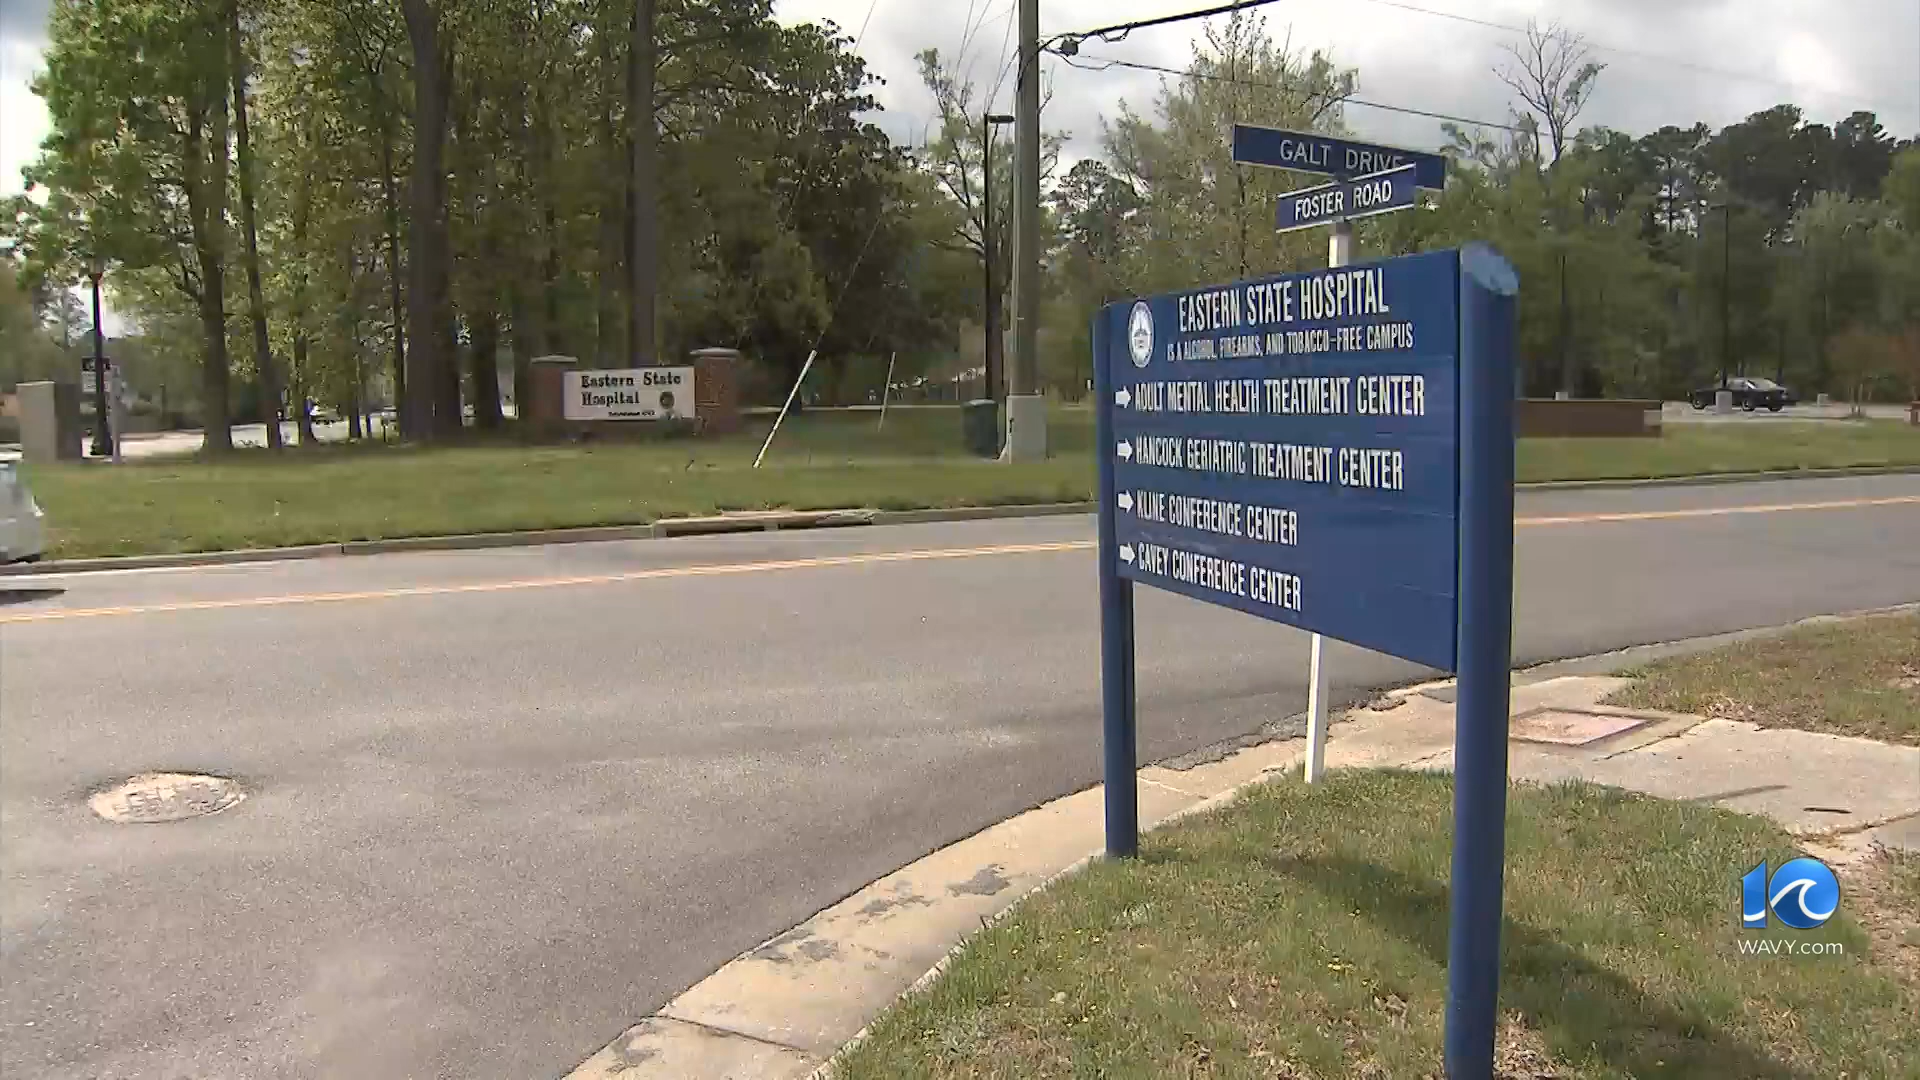 GALT DRIVE
FOSTER ROAD
EASTERN STATE HOSPITAL
IS A ALCOHOL, FIREARMS, AND TOBACCO-FREE CAMPUS
ADULT MENTAL HEALTH TREATMENT CENTER
HANCOCK GERIATRIC TREATMENT CENTER
KLINE CONFERENCE CENTER
CAVEY CONFERENCE CENTER
Eastern State
Hospital
10
WAVY.com